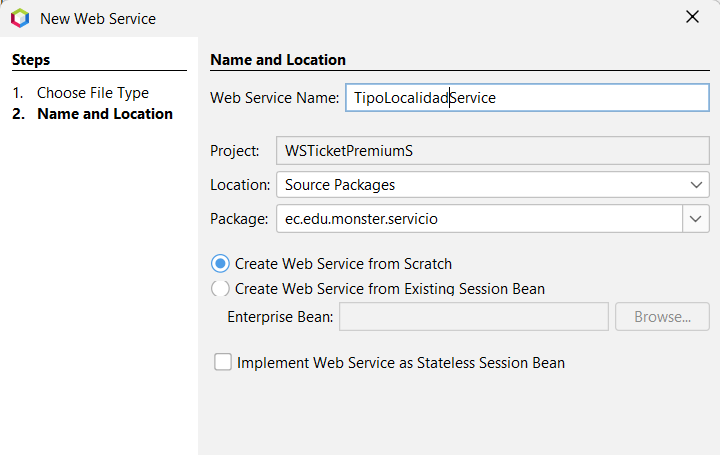 New Web Service
Steps
1. Choose File Type
2. Name and Location
Name and Location
Web Service Name: TipoLocalidadService
Project: WSTicketPremiumS
Location: Source Packages
Package: ec.edu.monster.servicio
Create Web Service from Scratch
Create Web Service from Existing Session Bean
Enterprise Bean: Browse...
Implement Web Service as Stateless Session Bean